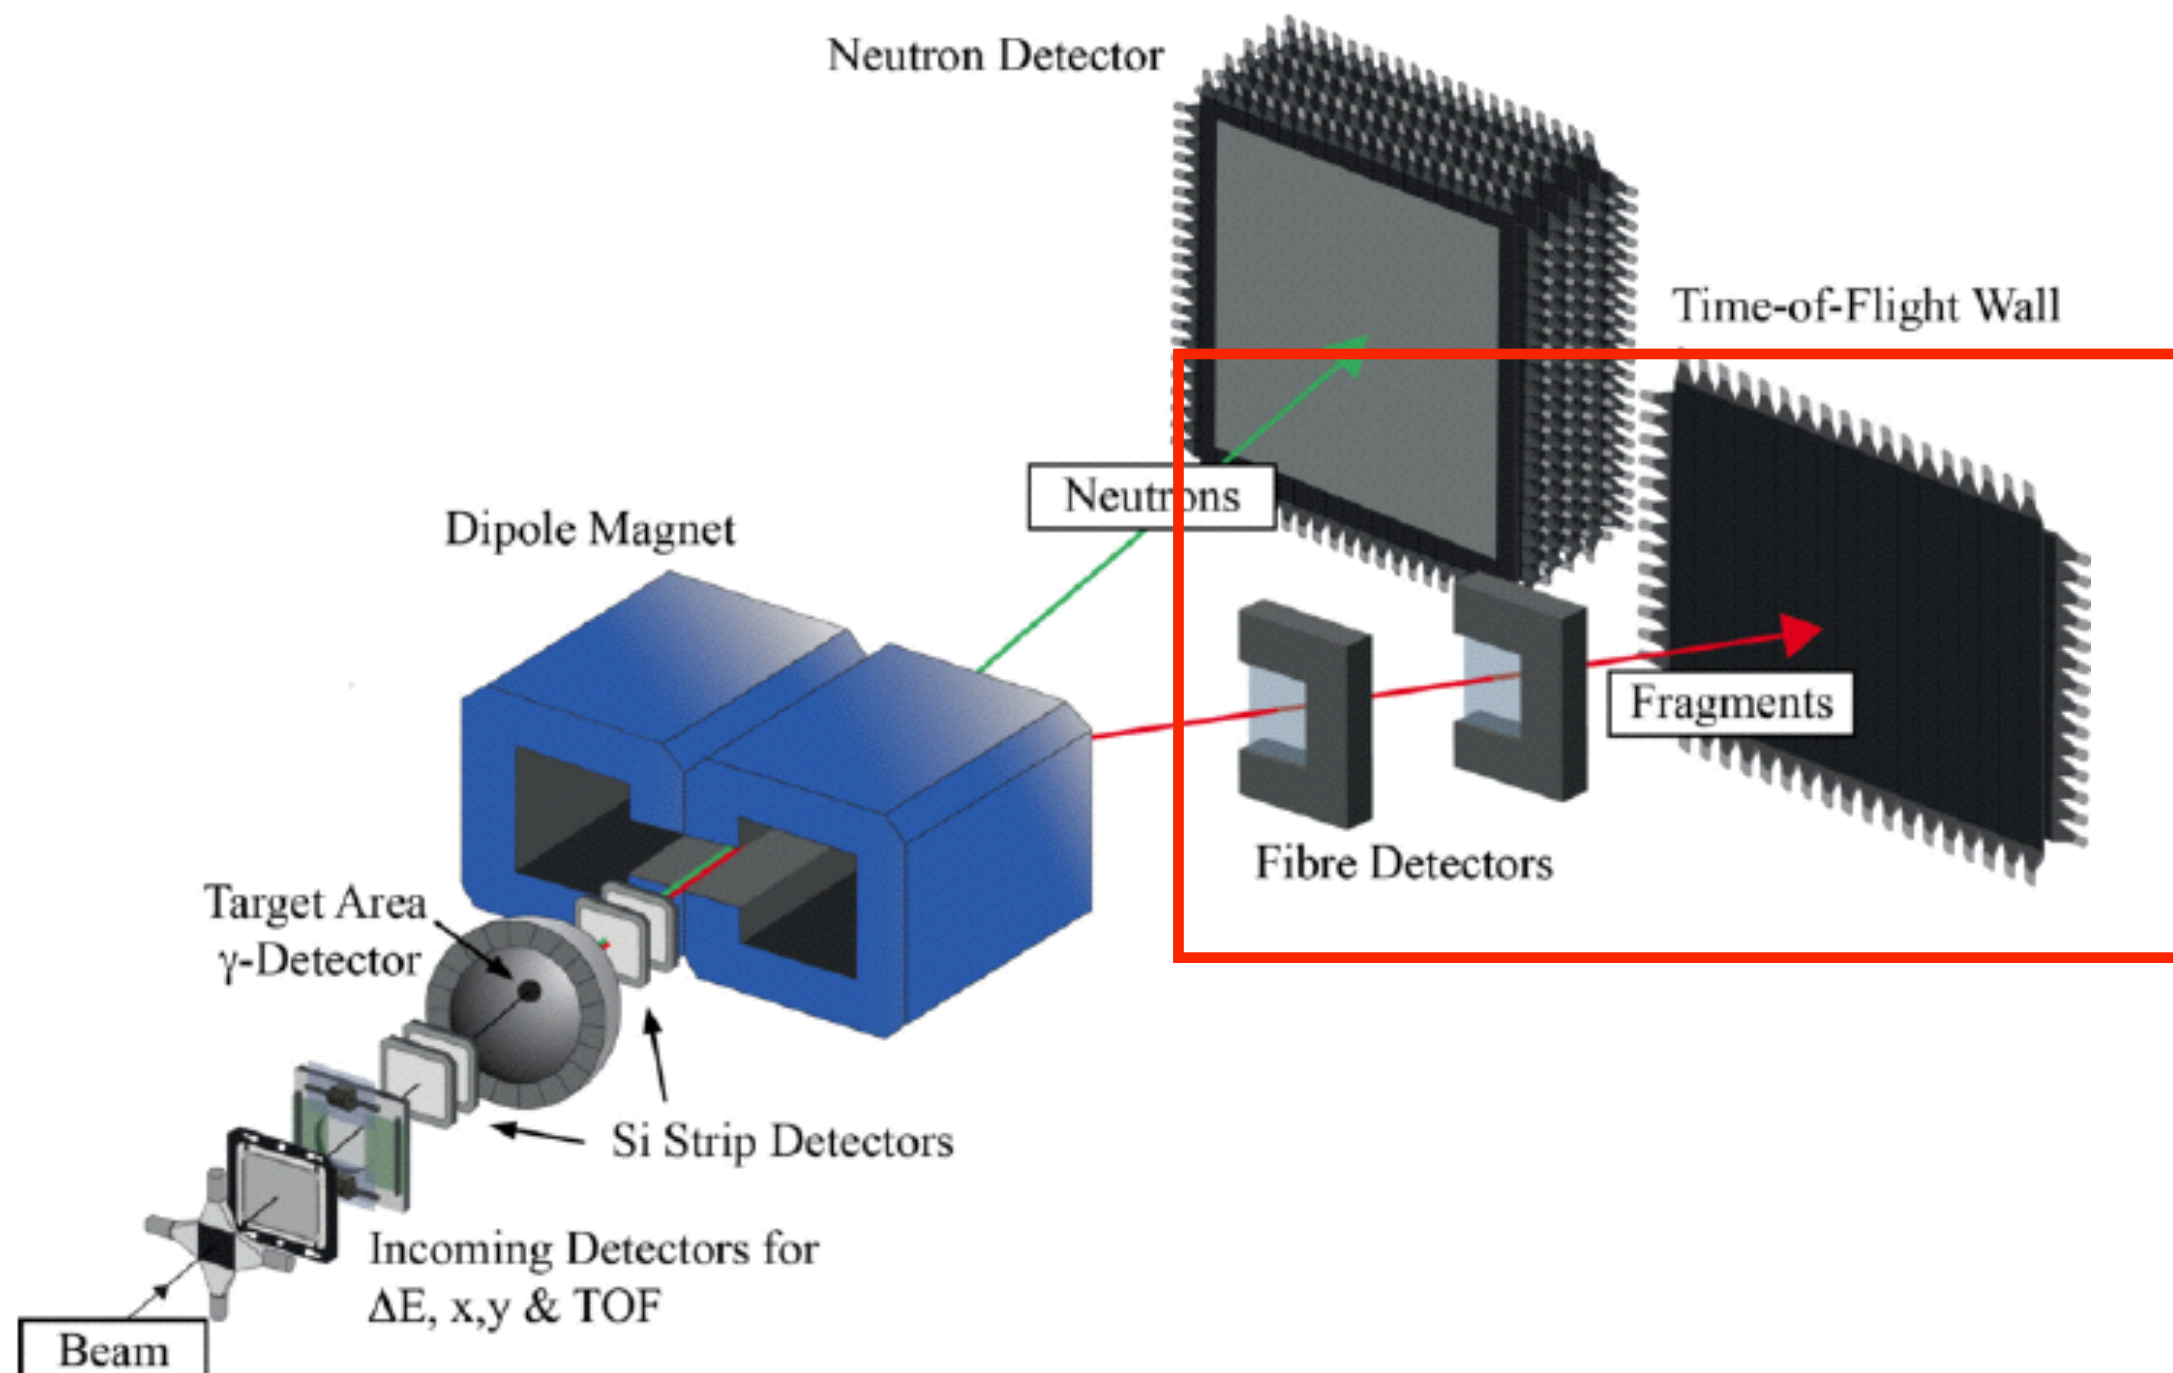 Neutron Detector
Time-of-Flight Wall
Neutrons
Dipole Magnet
Fragments
Fibre Detectors
Target Area
γ-Detector
Si Strip Detectors
Incoming Detectors for
ΔE, x,y & TOF
Beam